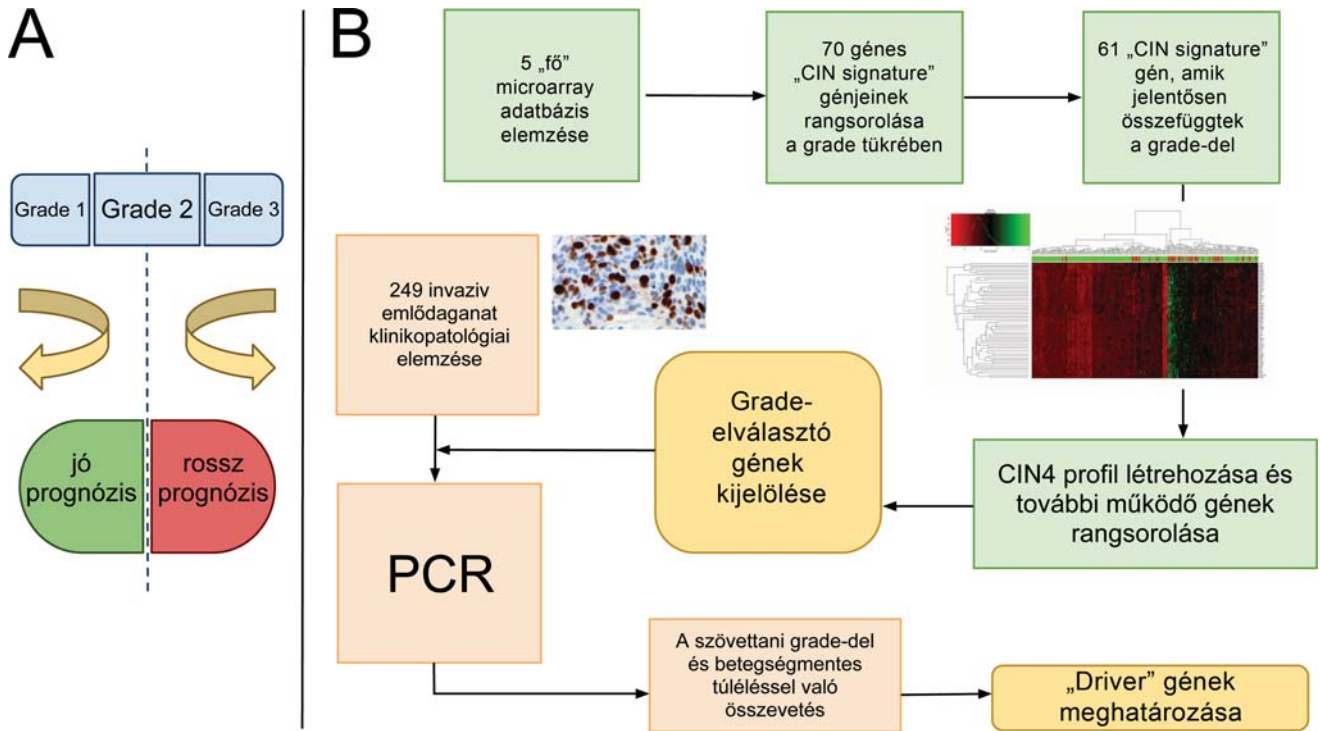 A
Grade 1
Grade 2
Grade 3
jó
prognózis
rossz
prognózis
B
5 „fő”
microarray
adatbázis
elemzése
70 génes
„CIN signature”
génjeinek
rangsorolása
a grade tükrében
61 „CIN signature”
gén, amik
jelentősen
összefüggtek
a grade-del
249 invaziv
emlődaganat
klinikopatológiai
elemzése
Grade-
elválasztó
gének
kijelölése
CIN4 profil létrehozása és
további működő gének
rangsorolása
PCR
A szövettani grade-del
és betegségmentes
túléléssel való
összevetés
„Driver” gének
meghatározása